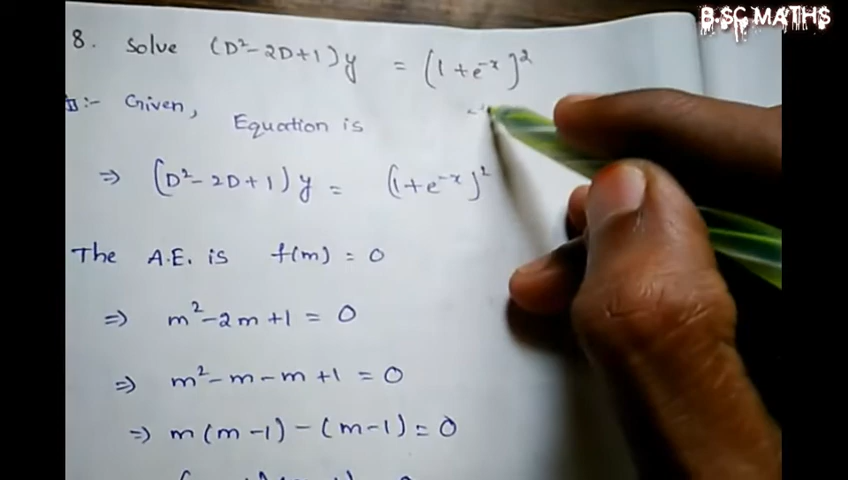 B.SC MATHS
8. Solve (D²-2D+1)y = (1+e⁻ˣ)²
:- Given,
Equation is
⇒ (D²-2D+1)y = (1+e⁻ˣ)²
The A.E. is f(m) = 0
⇒ m²-2m+1 = 0
⇒ m²-m-m+1 = 0
⇒ m(m-1)-(m-1) = 0